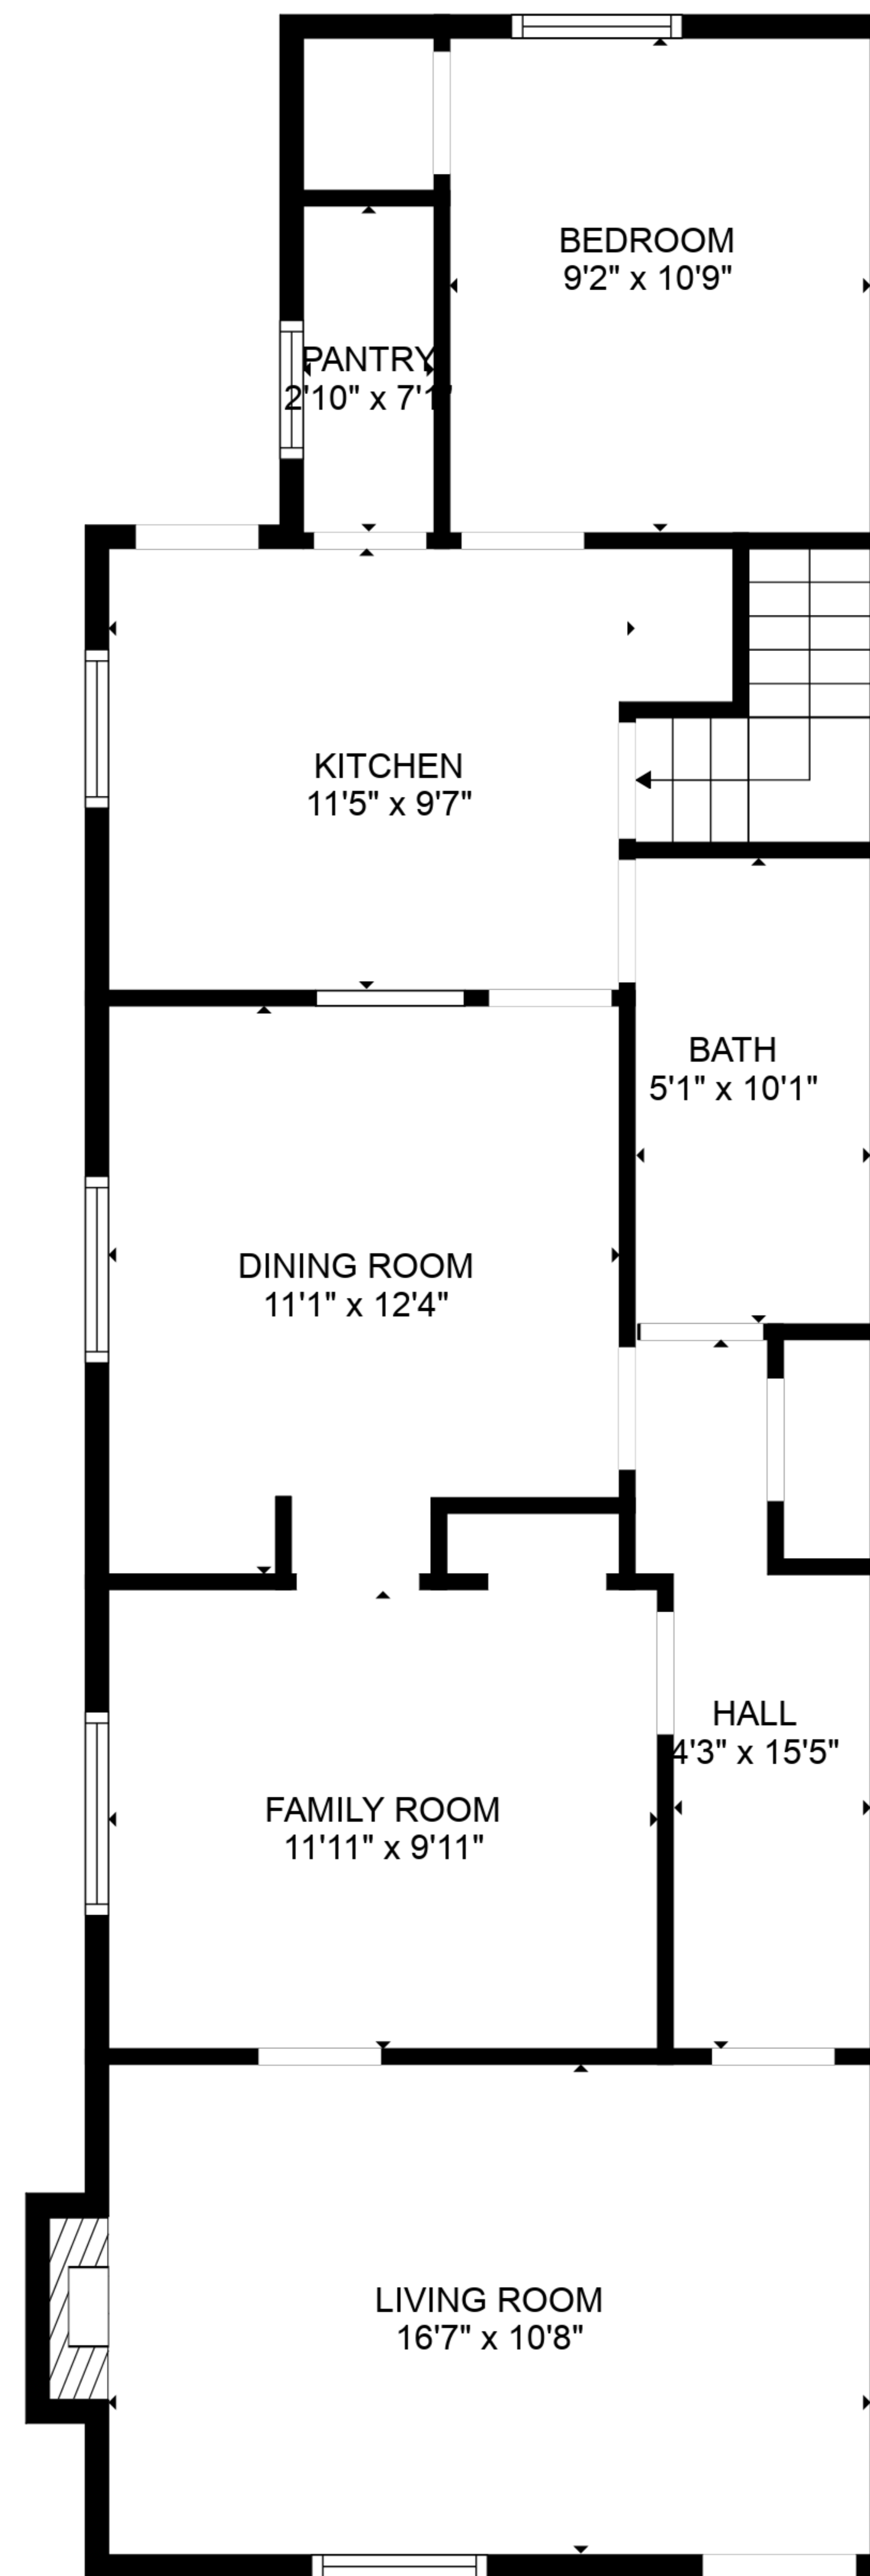 BEDROOM
9'2" x 10'9"
PANTRY
2'10" x 7'1"
KITCHEN
11'5" x 9'7"
BATH
5'1" x 10'1"
DINING ROOM
11'1" x 12'4"
HALL
4'3" x 15'5"
FAMILY ROOM
11'11" x 9'11"
LIVING ROOM
16'7" x 10'8"